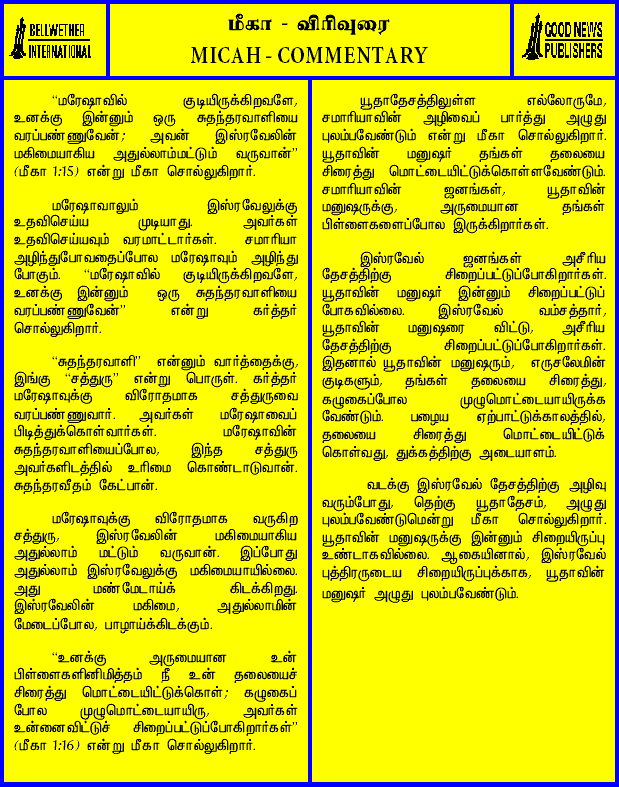 BELLWETHER
INTERNATIONAL
மீகா - விரிவுரை
MICAH - COMMENTARY
GOOD NEWS
PUBLISHERS
“மரேஷாவில் குடியிருக்கிறவளே,
உனக்கு இன்னும் ஒரு சுதந்தரவாளியை
வரப்பண்ணுவேன்; அவன் இஸ்ரவேலின்
மகிமையாகிய அதுல்லாம்மட்டும் வருவான்”
(மீகா 1:15) என்று மீகா சொல்லுகிறார்.
மரேஷாவாலும் இஸ்ரவேலுக்கு
உதவிசெய்ய முடியாது. அவர்கள்
உதவிசெய்யவும் வரமாட்டார்கள். சமாரியா
அழிந்துபோவதைப்போல மரேஷாவும் அழிந்து
போகும். “மரேஷாவில் குடியிருக்கிறவளே,
உனக்கு இன்னும் ஒரு சுதந்தரவாளியை
வரப்பண்ணுவேன்” என்று கர்த்தர்
சொல்லுகிறார்.
“சுதந்தரவாளி” என்னும் வார்த்தைக்கு,
இங்கு “சத்துரு” என்று பொருள். கர்த்தர்
மரேஷாவுக்கு விரோதமாக சத்துருவை
வரப்பண்ணுவார். அவர்கள் மரேஷாவைப்
பிடித்துக்கொள்வார்கள். மரேஷாவின்
சுதந்தரவாளியைப்போல, இந்த சத்துரு
அவர்களிடத்தில் உரிமை கொண்டாடுவான்.
சுதந்தரவீதம் கேட்பான்.
மரேஷாவுக்கு விரோதமாக வருகிற
சத்துரு, இஸ்ரவேலின் மகிமையாகிய
அதுல்லாம் மட்டும் வருவான். இப்போது
அதுல்லாம் இஸ்ரவேலுக்கு மகிமையாயில்லை.
அது மண்மேடாய்க் கிடக்கிறது.
இஸ்ரவேலின் மகிமை, அதுல்லாமின்
மேடைப்போல, பாழாய்க்கிடக்கும்.
“உனக்கு அருமையான உன்
பிள்ளைகளினிமித்தம் நீ உன் தலையைச்
சிரைத்து மொட்டையிட்டுக்கொள்; கழுகைப்
போல முழுமொட்டையாயிரு, அவர்கள்
உன்னைவிட்டுச் சிறைப்பட்டுப்போகிறார்கள்”
(மீகா 1:16) என்று மீகா சொல்லுகிறார்.
யூதாதேசத்திலுள்ள எல்லோருமே,
சமாரியாவின் அழிவைப் பார்த்து அழுது
புலம்பவேண்டும் என்று மீகா சொல்லுகிறார்.
யூதாவின் மனுஷர் தங்கள் தலையை
சிரைத்து மொட்டையிட்டுக்கொள்ளவேண்டும்.
சமாரியாவின் ஜனங்கள், யூதாவின்
மனுஷருக்கு, அருமையான தங்கள்
பிள்ளைகளைப்போல இருக்கிறார்கள்.
இஸ்ரவேல் ஜனங்கள் அசீரிய
தேசத்திற்கு சிறைப்பட்டுப்போகிறார்கள்.
யூதாவின் மனுஷர் இன்னும் சிறைப்பட்டுப்
போகவில்லை. இஸ்ரவேல் வம்சத்தார்,
யூதாவின் மனுஷரை விட்டு, அசீரிய
தேசத்திற்கு சிறைப்பட்டுப்போகிறார்கள்.
இதனால் யூதாவின் மனுஷரும், எருசலேமின்
குடிகளும், தங்கள் தலையை சிரைத்து,
கழுகைப்போல முழுமொட்டையாயிருக்க
வேண்டும். பழைய ஏற்பாட்டுக்காலத்தில்,
தலையை சிரைத்து மொட்டையிட்டுக்
கொள்வது, துக்கத்திற்கு அடையாளம்.
வடக்கு இஸ்ரவேல் தேசத்திற்கு அழிவு
வரும்போது, தெற்கு யூதாதேசம், அழுது
புலம்பவேண்டுமென்று மீகா சொல்லுகிறார்.
யூதாவின் மனுஷருக்கு இன்னும் சிறையிருப்பு
உண்டாகவில்லை. ஆகையினால், இஸ்ரவேல்
புத்திரருடைய சிறையிருப்புக்காக, யூதாவின்
மனுஷர் அழுது புலம்பவேண்டும்.